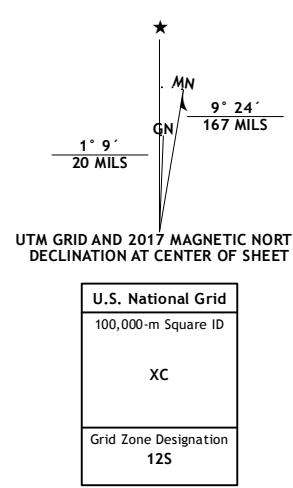 ★
MN
GN
9° 24´
167 MILS
1° 9´
20 MILS
UTM GRID AND 2017 MAGNETIC NORT
DECLINATION AT CENTER OF SHEET
U.S. National Grid
100,000-m Square ID
XC
Grid Zone Designation
12S